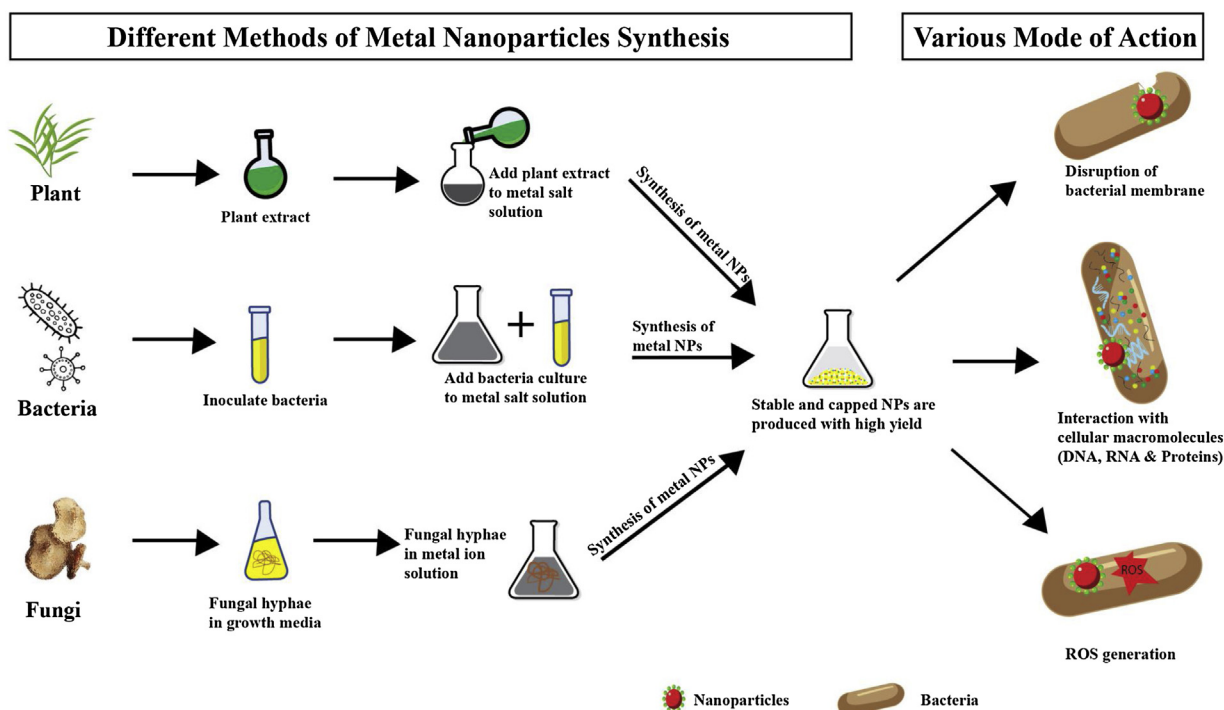 Different Methods of Metal Nanoparticles Synthesis
Various Mode of Action
Plant
Plant extract
Add plant extract
to metal salt
solution
Synthesis of metal NPs
Disruption of
bacterial membrane
Bacteria
Inoculate bacteria
+
Add bacteria culture
to metal salt solution
Synthesis of
metal NPs
Stable and capped NPs are
produced with high yield
Interaction with
cellular macromolecules
(DNA, RNA & Proteins)
Fungi
Fungal hyphae
in growth media
Fungal hyphae
in metal ion
solution
Synthesis of metal NPs
ROS
ROS generation
Nanoparticles
Bacteria